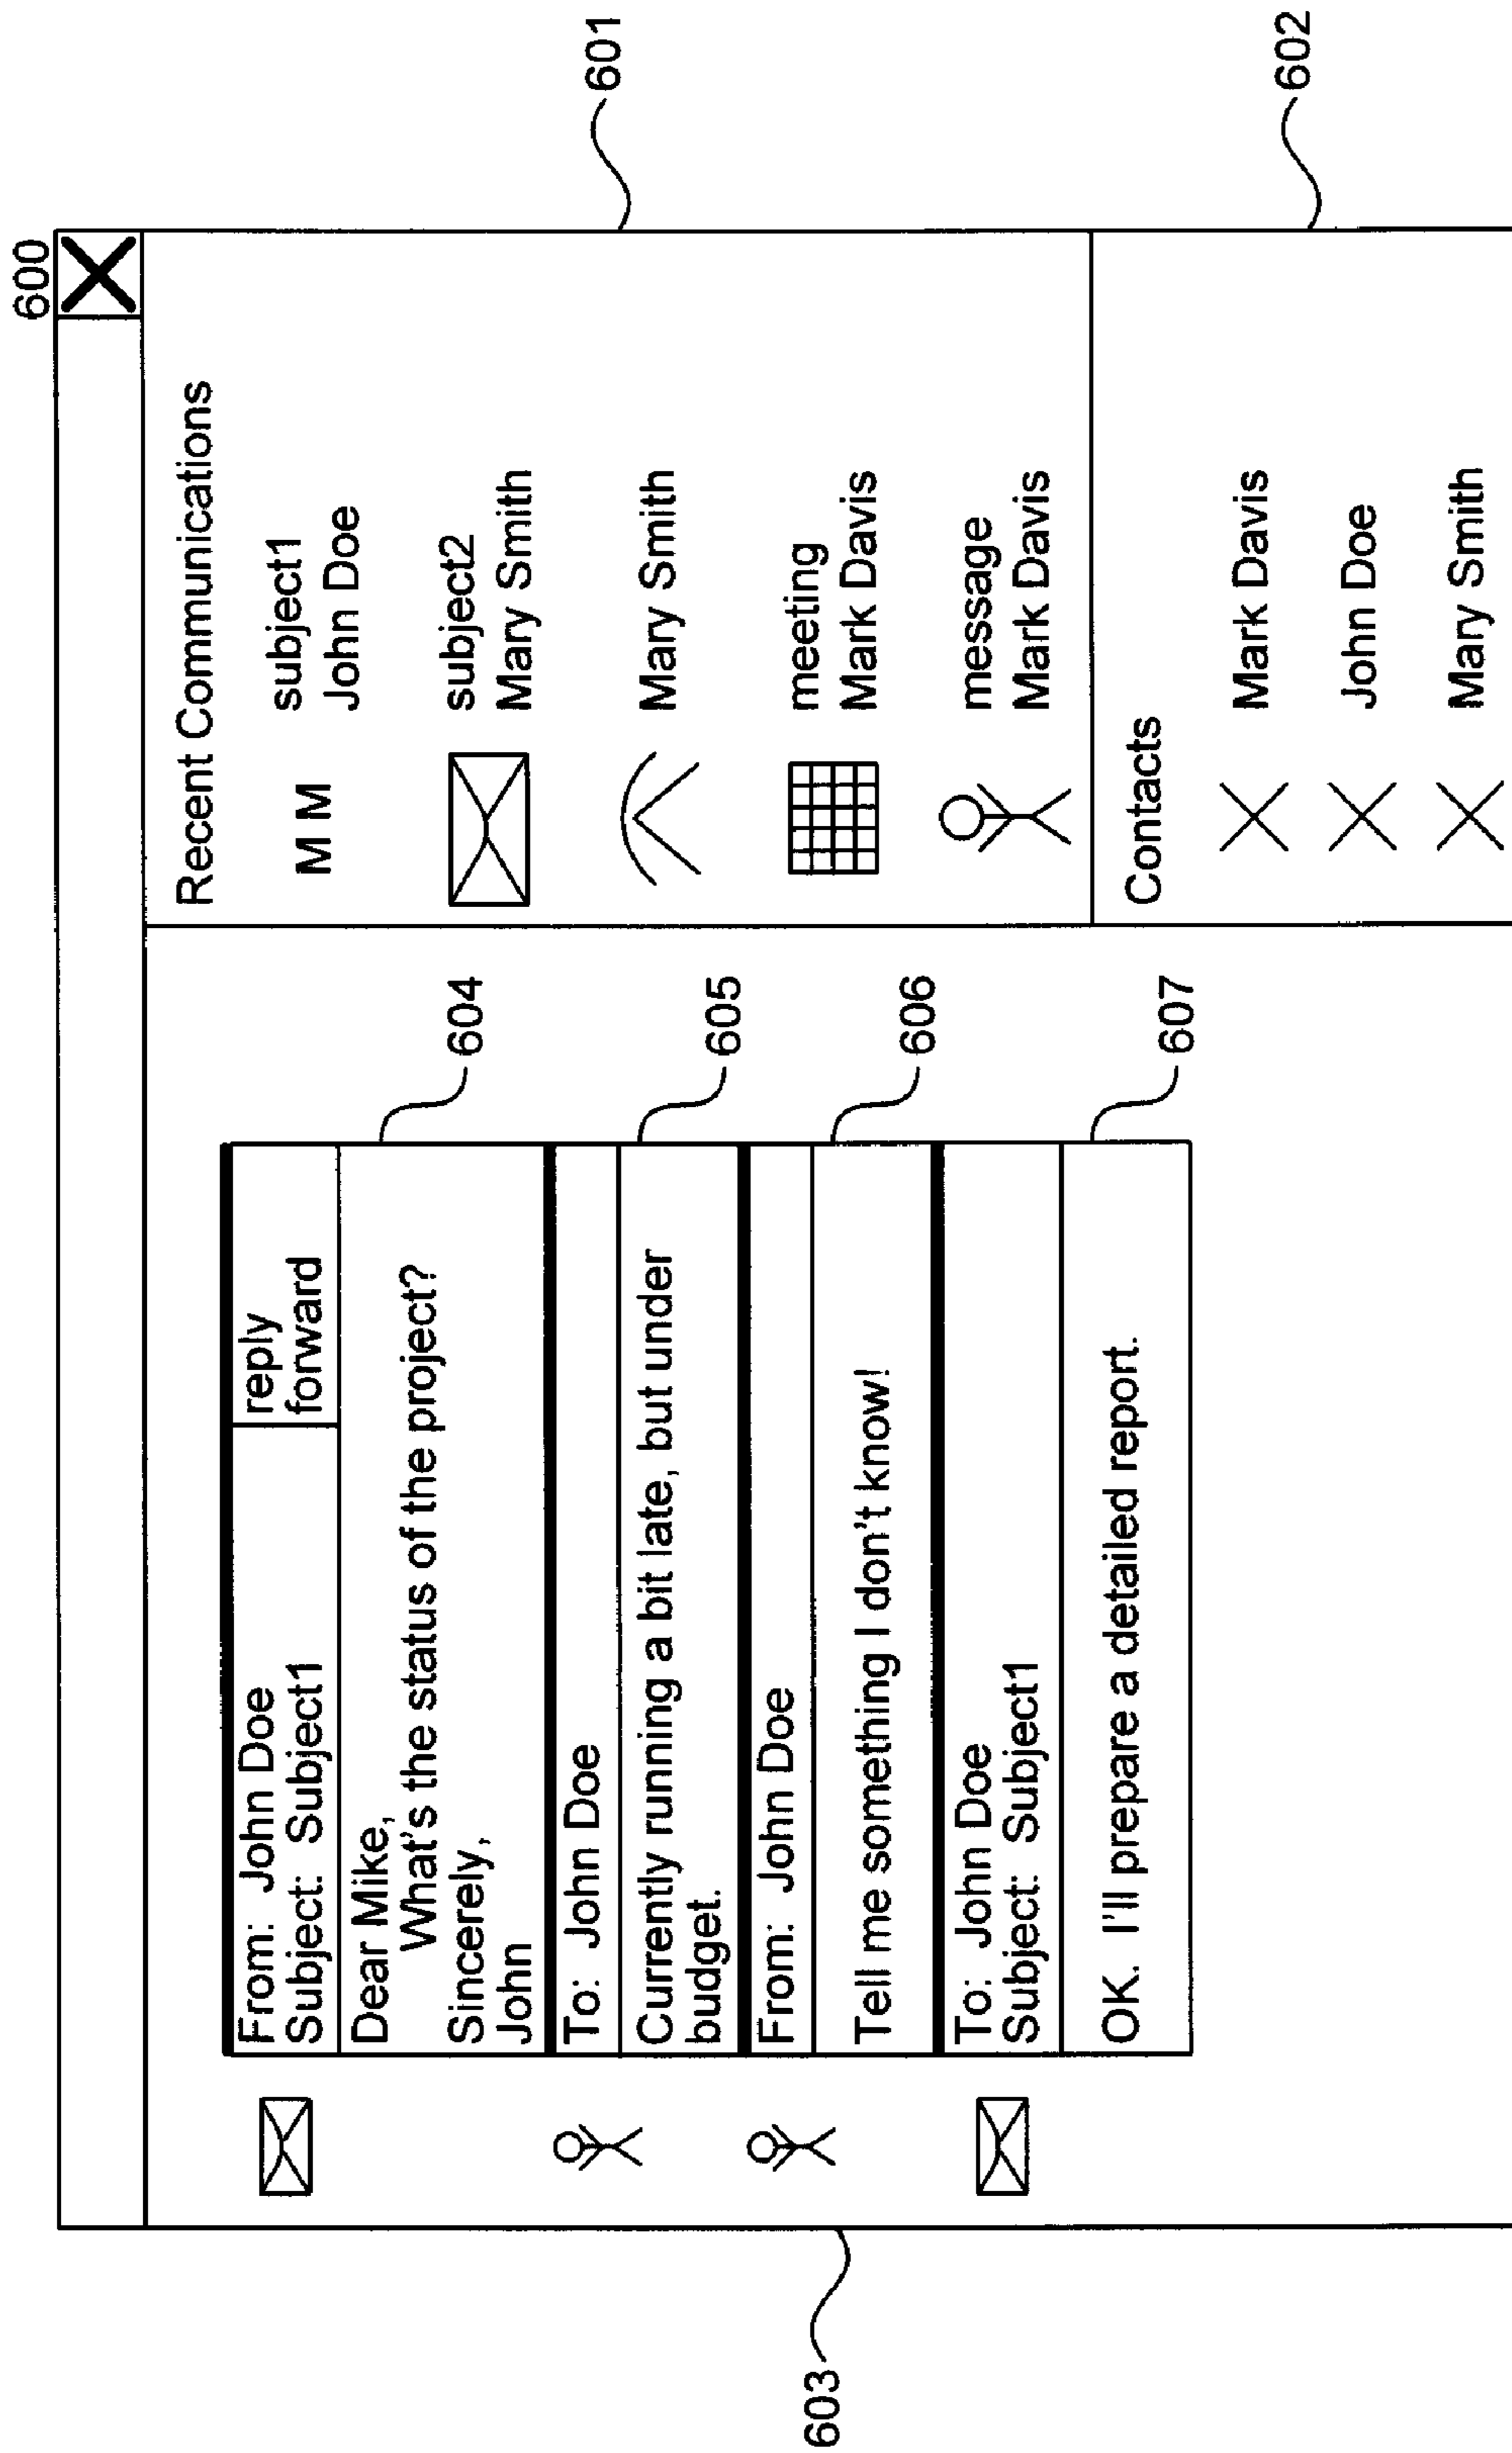 600
From: John Doe
Subject: Subject1
reply
forward
Dear Mike,
What's the status of the project?
Sincerely,
John
604
To: John Doe
Currently running a bit late, but under
budget.
605
From: John Doe
Tell me something I don't know!
606
To: John Doe
Subject: Subject1
OK. I'll prepare a detailed report.
607
603
Recent Communications
M M
subject1
John Doe
subject2
Mary Smith
Mary Smith
meeting
Mark Davis
message
Mark Davis
601
Contacts
Mark Davis
John Doe
Mary Smith
602